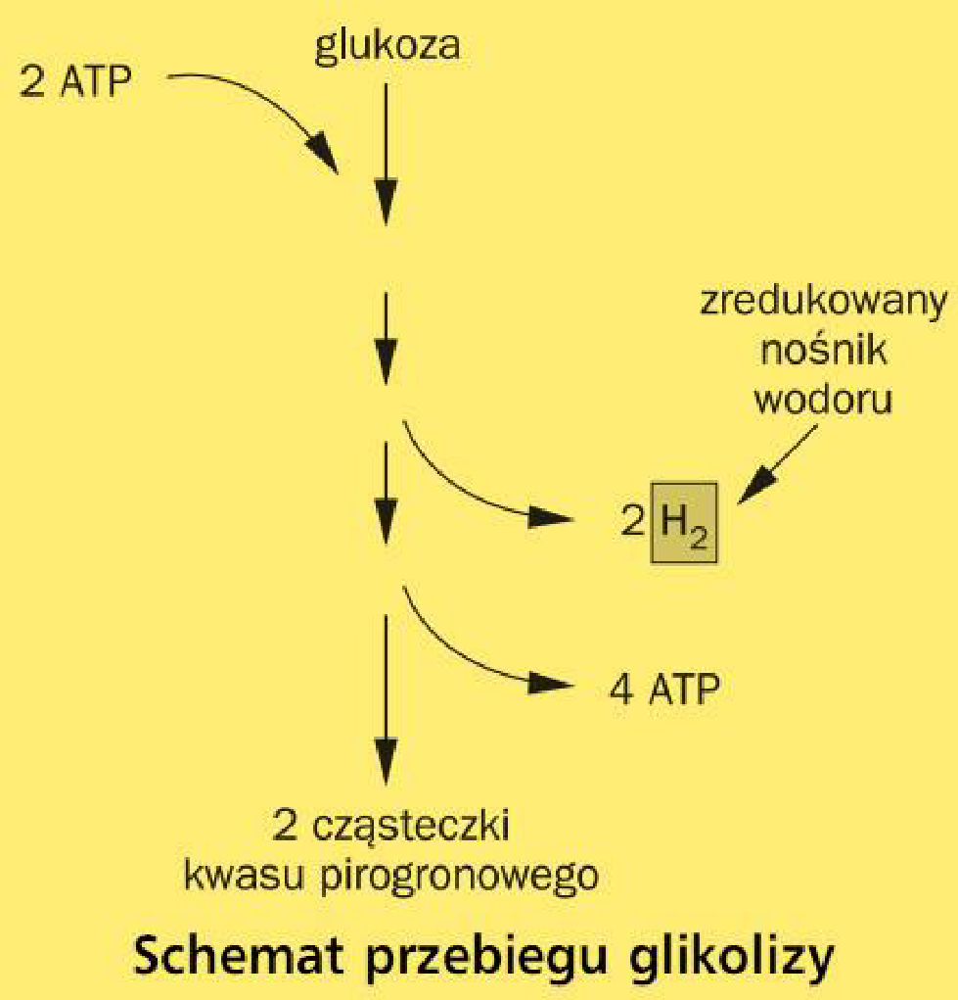 glukoza
2 ATP
zredukowany
nośnik
wodoru
2 H₂
4 ATP
2 cząsteczki
kwasu pirogronowego
Schemat przebiegu glikolizy